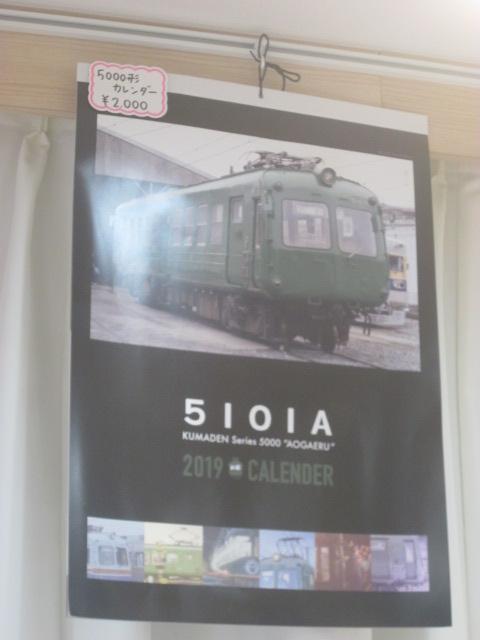 5000形
カレンダー
¥2,000
5101A
KUMADEN Series 5000 "AOGAERU"
2019 CALENDER